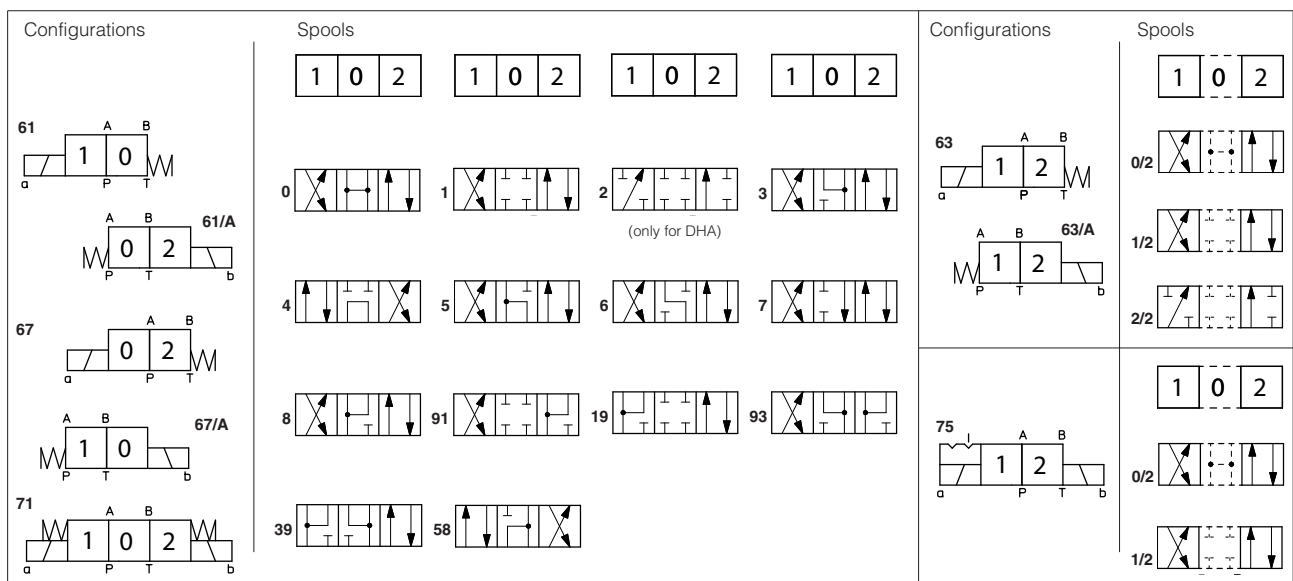 Configurations
Spools
1 0 2
1 0 2
1 0 2
1 0 2
61
A B
1 0
a P T
61/A
A B
0 2
P T b
67
A B
0 2
a P T
67/A
A B
1 0
P T b
71
A B
1 0 2
a P T b
0
1
2
3
(only for DHA)
4
5
6
7
8
91
19
93
39
58
Configurations
Spools
1 0 2
63
A B
1 2
a P T
63/A
A B
1 2
P T b
0/2
1/2
2/2
75
A B
1 2
a P T b
1 0 2
0/2
1/2